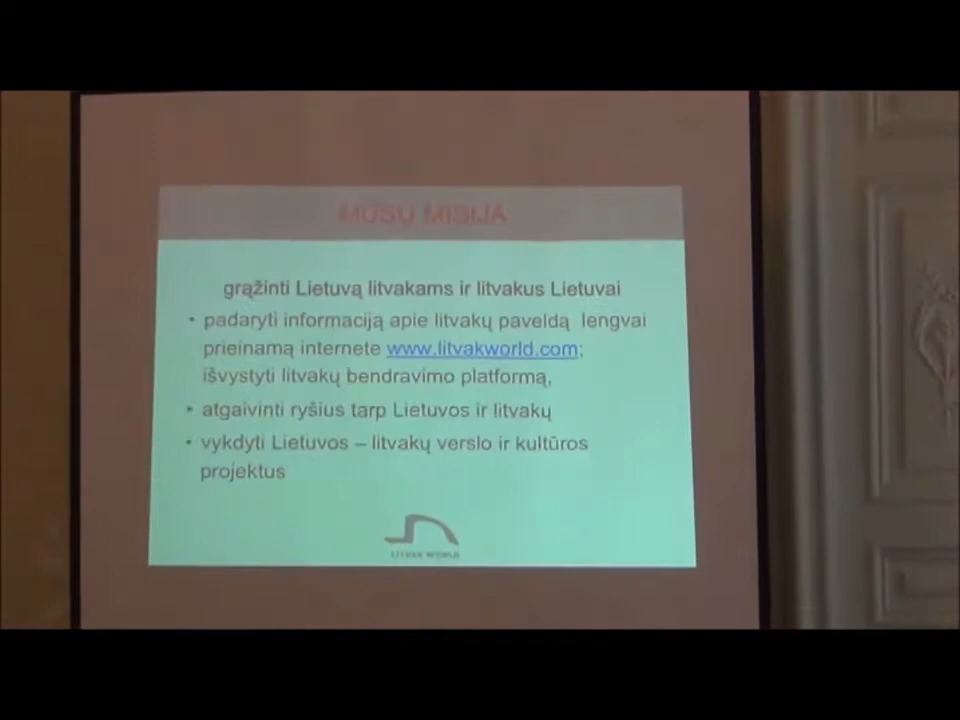 MŪSŲ MISIJA
grąžinti Lietuvą litvakams ir litvakus Lietuvai
• padaryti informaciją apie litvakų paveldą lengvai
prieinamą internete www.litvakworld.com;
išvystyti litvakų bendravimo platformą,
• atgaivinti ryšius tarp Lietuvos ir litvakų
• vykdyti Lietuvos – litvakų verslo ir kultūros
projektus
LITVAK WORLD